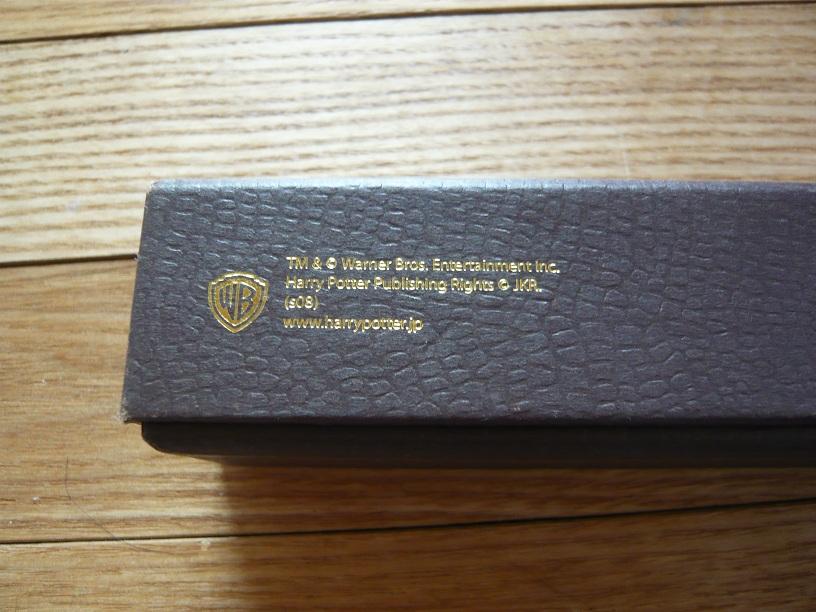 WB
TM & © Warner Bros. Entertainment Inc.
Harry Potter Publishing Rights © JKR.
(s08)
www.harrypotter.jp